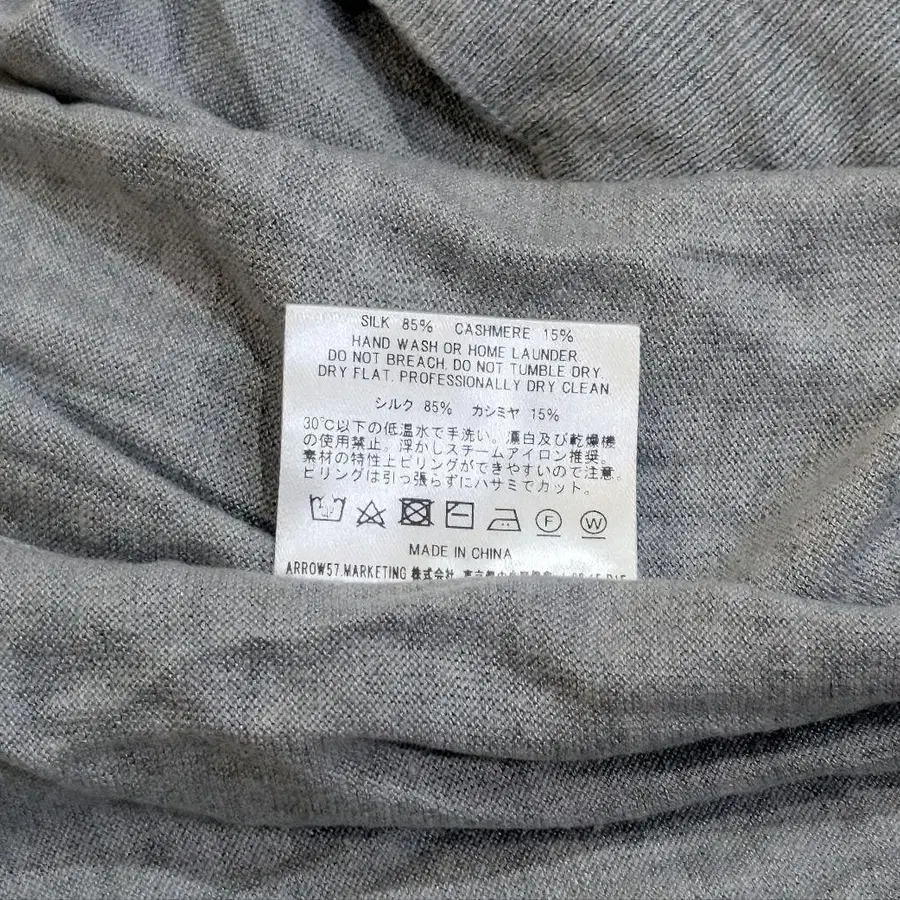 SILK 85% CASHMERE 15%
HAND WASH OR HOME LAUNDER.
DO NOT BREACH. DO NOT TUMBLE DRY.
DRY FLAT. PROFESSIONALLY DRY CLEAN.
シルク 85% カシミヤ 15%
30℃以下の低温水で手洗い。漂白及び乾燥機
の使用禁止。浮かしスチームアイロン推奨。
素材の特性上ピリングができやすいので注意。
ピリングは引っ張らずにハサミでカット。
F W
MADE IN CHINA
ARROW57.MARKETING 株式会社